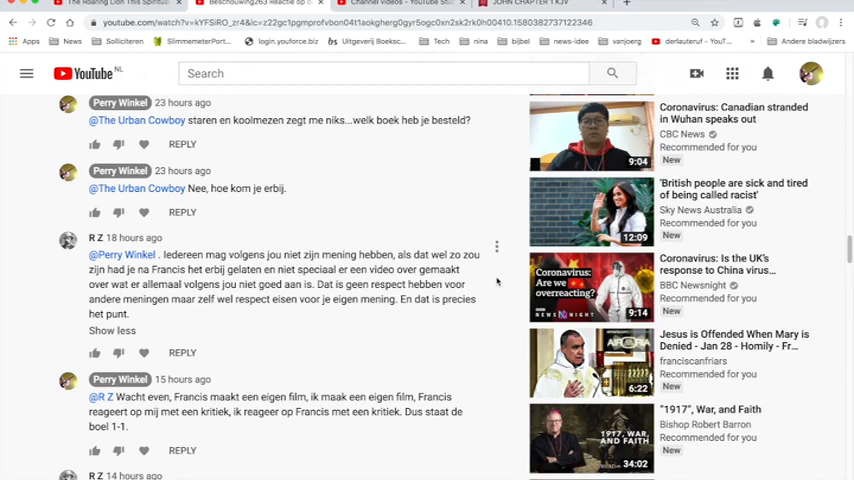 The Roaring Lion This Spiritua
Beschouwing263 Reactie op d
Channel videos - YouTube Stu
JOHN CHAPTER 1 KJV
youtube.com/watch?v=kYFSiRO_zr4&lc=z22gc1pgmprofvbon04t1aokgherg0gyr5ogc0xn2sk2rk0h00410.1580382737122346
Apps
News
Solliciteren
SlimmeterPort...
login.youforce.biz
Uitgeverij Boeksc...
Tech
nina
bijbel
news-idee
vanjoerg
derlauteruf - YouT...
Andere bladwijzers
YouTube NL
Search
Perry Winkel 23 hours ago
@The Urban Cowboy staren en koolmezen zegt me niks...welk boek heb je besteld?
REPLY
Perry Winkel 23 hours ago
@The Urban Cowboy Nee, hoe kom je erbij.
REPLY
R Z 18 hours ago
@Perry Winkel . Iedereen mag volgens jou niet zijn mening hebben, als dat wel zo zou
zijn had je na Francis het erbij gelaten en niet speciaal er een video over gemaakt
over wat er allemaal volgens jou niet goed aan is. Dat is geen respect hebben voor
andere meningen maar zelf wel respect eisen voor je eigen mening. En dat is precies
het punt.
Show less
REPLY
Perry Winkel 15 hours ago
@R Z Wacht even, Francis maakt een eigen film, ik maak een eigen film, Francis
reageert op mij met een kritiek, ik reageer op Francis met een kritiek. Dus staat de
boel 1-1.
REPLY
R Z 14 hours ago
9:04
Coronavirus: Canadian stranded
in Wuhan speaks out
CBC News
Recommended for you
New
12:09
'British people are sick and tired
of being called racist'
Sky News Australia
Recommended for you
New
Coronavirus:
Are we
overreacting?
NEWSNIGHT
9:14
Coronavirus: Is the UK's
response to China virus...
BBC Newsnight
Recommended for you
New
6:22
Jesus is Offended When Mary is
Denied - Jan 28 - Homily - Fr...
franciscanfriars
Recommended for you
New
1917, WAR,
AND FAITH
34:02
"1917", War, and Faith
Bishop Robert Barron
Recommended for you
New